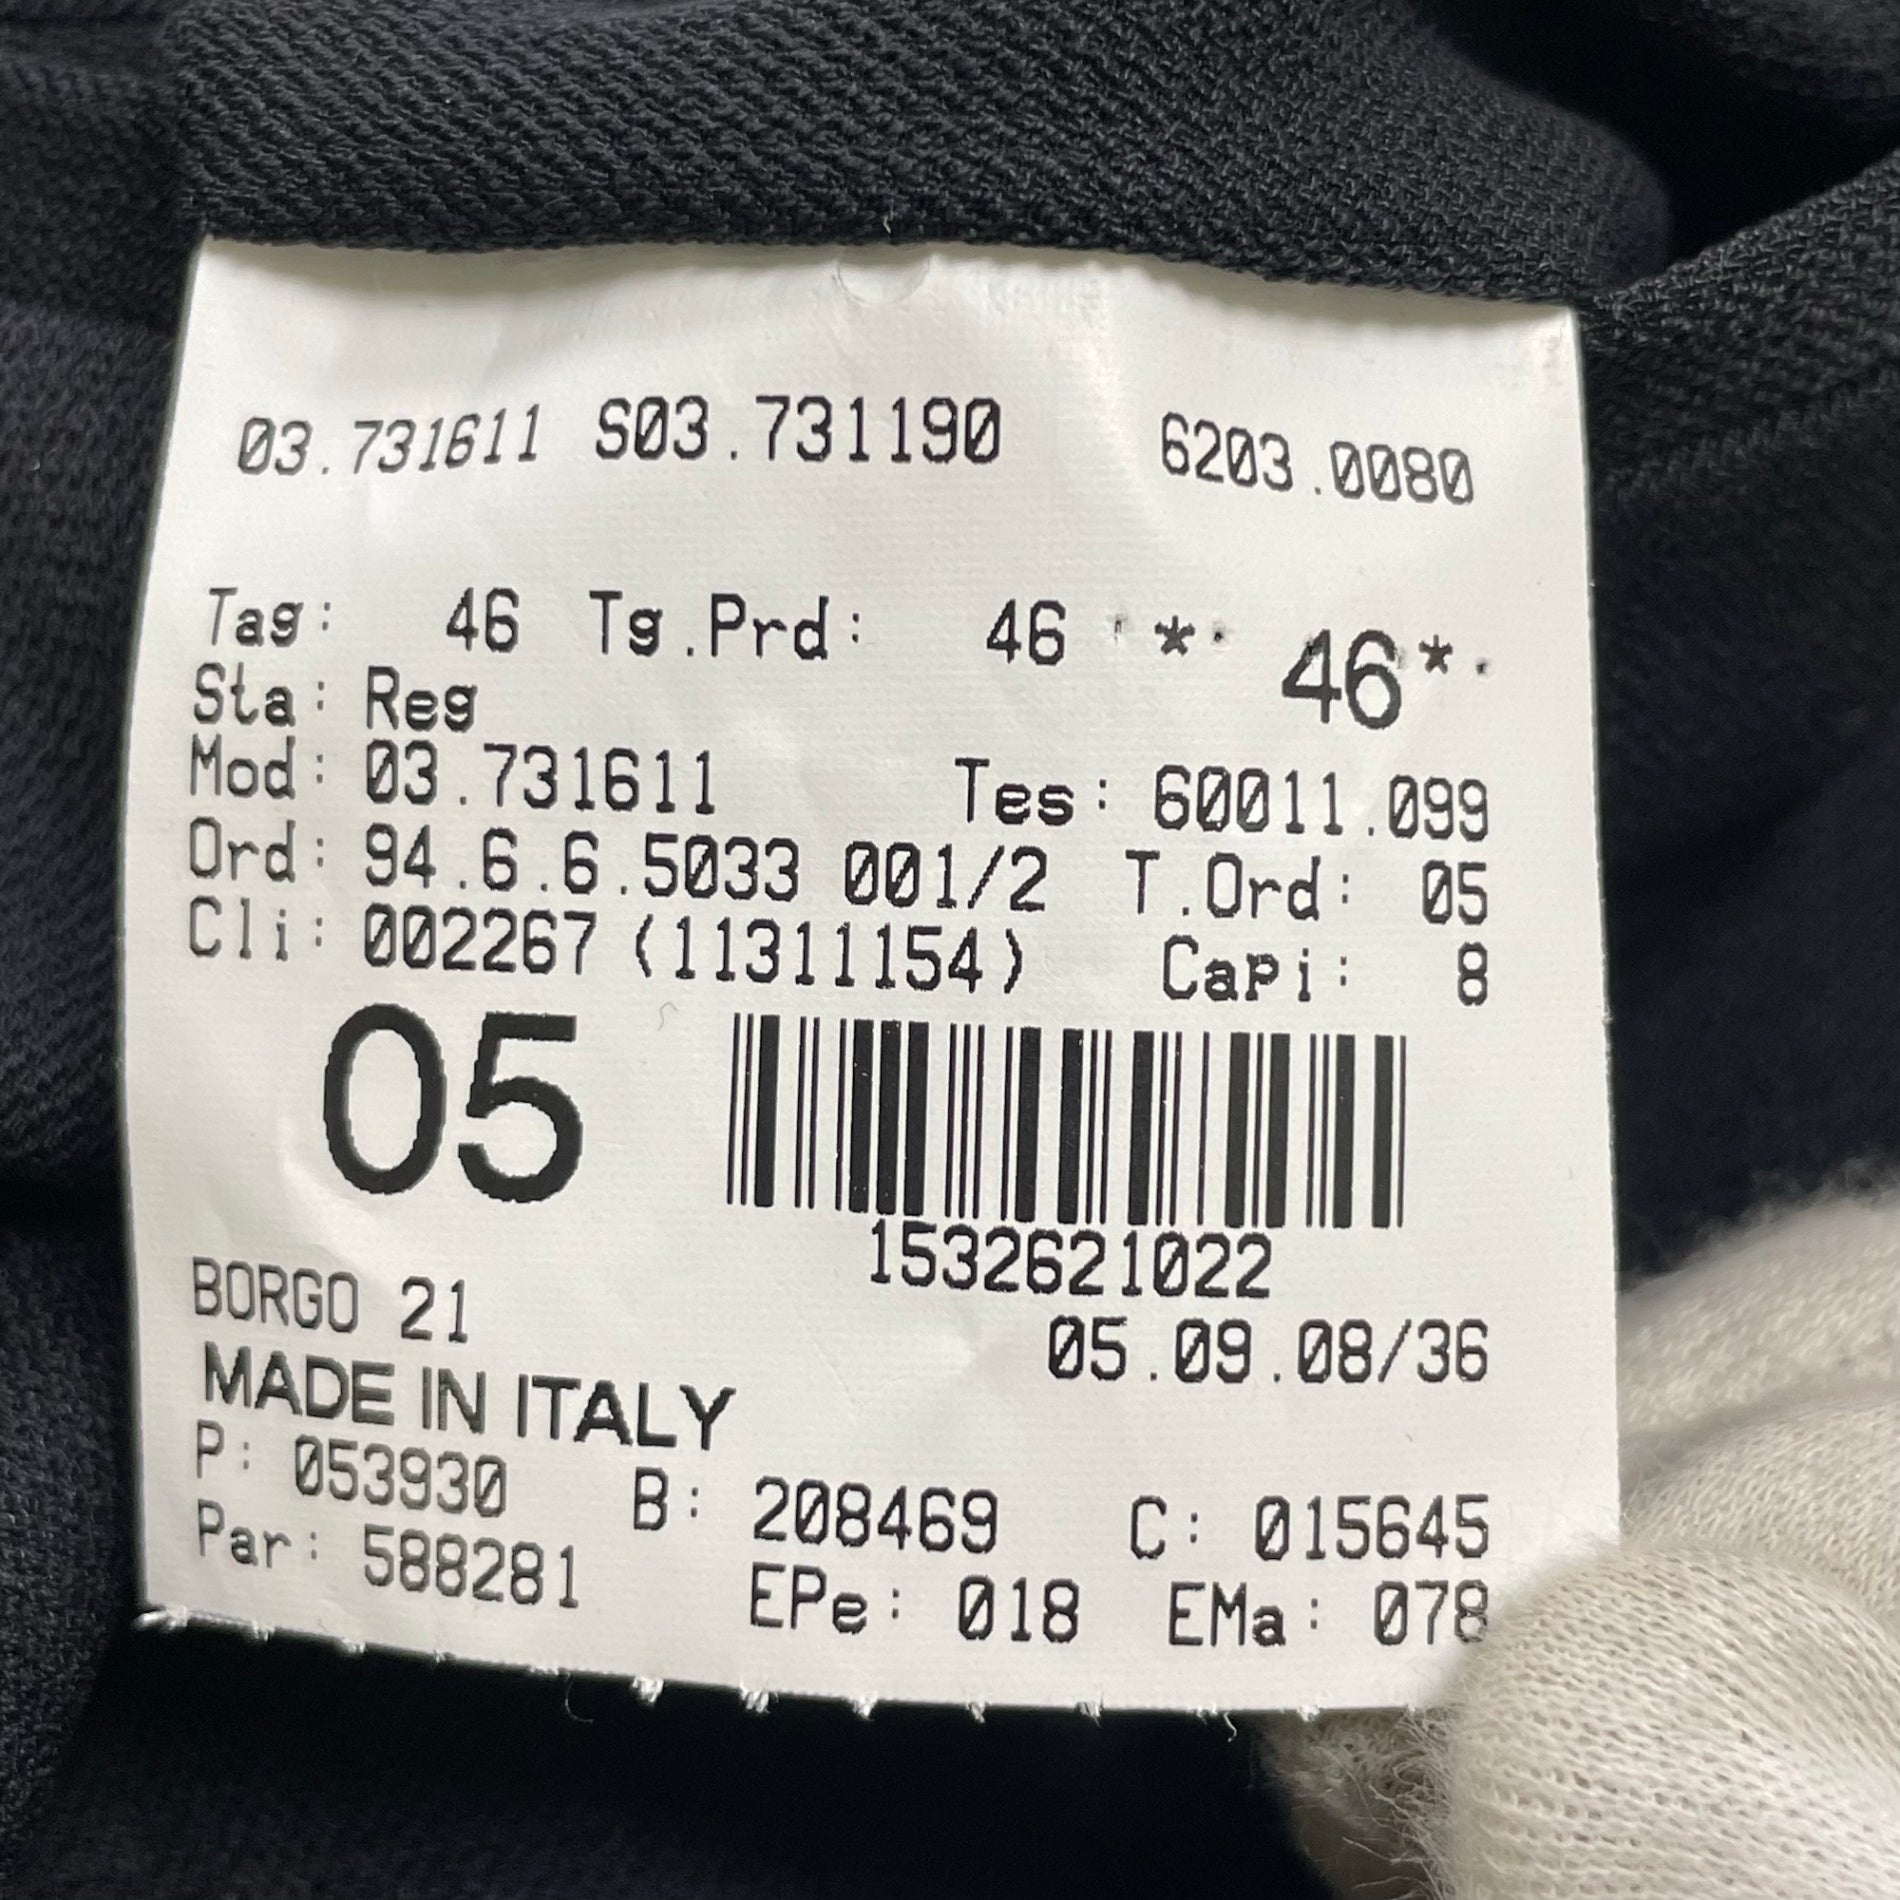 03.731611 S03.731190 6203.0080
Tag: 46 Tg.Prd: 46 * 46*
Sta: Reg
Mod: 03.731611 Tes: 60011.099
Ord: 94.6.6.5033 001/2 T.Ord: 05
Cli: 002267 (11311154) Capi: 8
05
1532621022
BORGO 21
05.09.08/36
MADE IN ITALY
P: 053930 B: 208469 C: 015645
Par: 588281 EPe: 018 EMa: 078